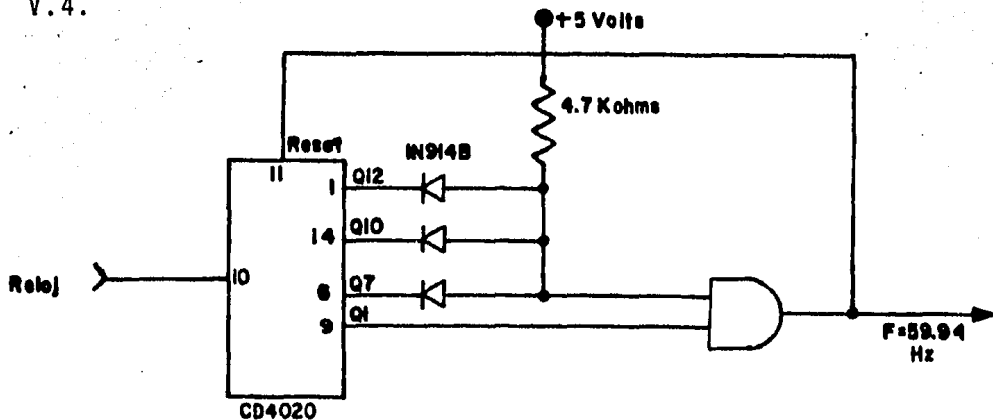 V.4.
+5 Volts
4.7 Kohms
Reset
IN914B
11
1 Q12
14 Q10
Reloj
10
6 Q7
9 Q1
F=59.94
Hz
CD4020